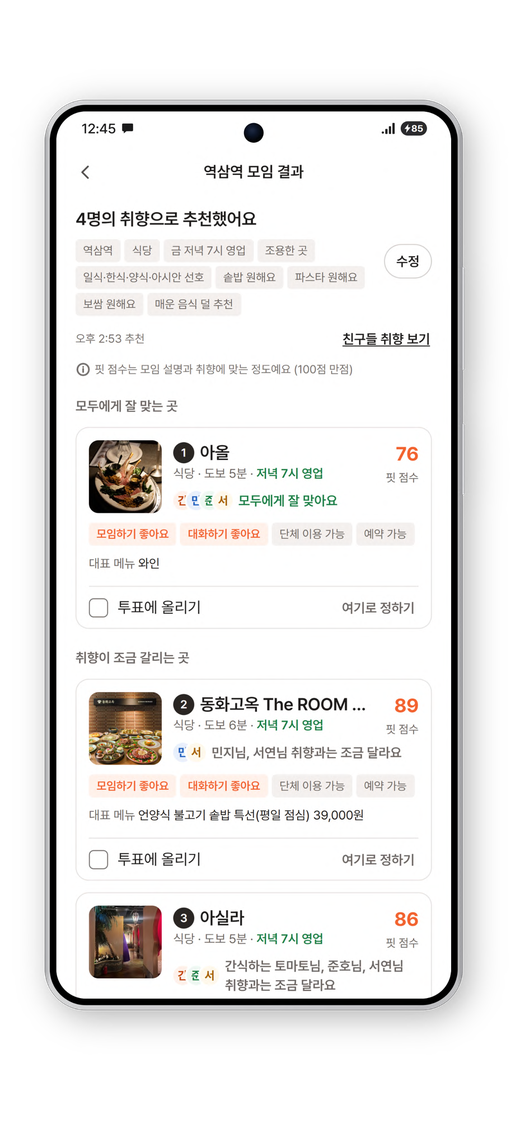 12:45
85
역삼역 모임 결과
4명의 취향으로 추천했어요
역삼역 식당 금 저녁 7시 영업 조용한 곳
수정
일식·한식·양식·아시안 선호 솥밥 원해요 파스타 원해요
보쌈 원해요 매운 음식 덜 추천
오후 2:53 추천 친구들 취향 보기
핏 점수는 모임 설명과 취향에 맞는 정도예요 (100점 만점)
모두에게 잘 맞는 곳
1 아올 76
식당 · 도보 5분 · 저녁 7시 영업 핏 점수
민 준 서 모두에게 잘 맞아요
모임하기 좋아요 대화하기 좋아요 단체 이용 가능 예약 가능
대표 메뉴 와인
투표에 올리기 여기로 정하기
취향이 조금 갈리는 곳
2 동화고옥 The ROOM ... 89
식당 · 도보 6분 · 저녁 7시 영업 핏 점수
민 서 민지님, 서연님 취향과는 조금 달라요
모임하기 좋아요 대화하기 좋아요 단체 이용 가능 예약 가능
대표 메뉴 언양식 불고기 솥밥 특선(평일 점심) 39,000원
투표에 올리기 여기로 정하기
3 아실라 86
식당 · 도보 5분 · 저녁 7시 영업 핏 점수
준 서 간식하는 토마토님, 준호님, 서연님
취향과는 조금 달라요